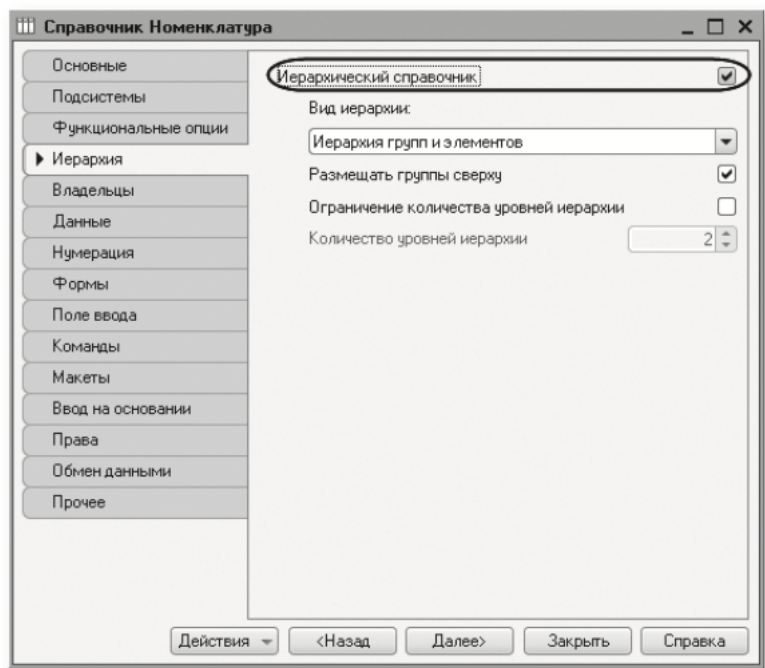 Справочник Номенклатура
Основные
Подсистемы
Функциональные опции
Иерархия
Владельцы
Данные
Нумерация
Формы
Поле ввода
Команды
Макеты
Ввод на основании
Права
Обмен данными
Прочее
Иерархический справочник
Вид иерархии:
Иерархия групп и элементов
Размещать группы сверху
Ограничение количества уровней иерархии
Количество уровней иерархии 2
Действия <Назад Далее> Закрыть Справка